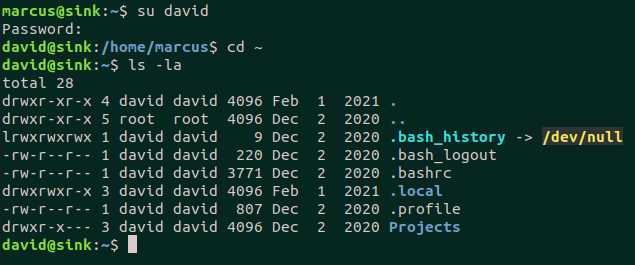 marcus@sink:~$ su david
Password:
david@sink:/home/marcus$ cd ~
david@sink:~$ ls -la
total 28
drwxr-xr-x 4 david david 4096 Feb  1  2021 .
drwxr-xr-x 5 root  root  4096 Dec  2  2020 ..
lrwxrwxrwx 1 david david    9 Dec  2  2020 .bash_history -> /dev/null
-rw-r--r-- 1 david david  220 Dec  2  2020 .bash_logout
-rw-r--r-- 1 david david 3771 Dec  2  2020 .bashrc
drwxrwxr-x 3 david david 4096 Feb  1  2021 .local
-rw-r--r-- 1 david david  807 Dec  2  2020 .profile
drwxr-x--- 3 david david 4096 Dec  2  2020 Projects
david@sink:~$